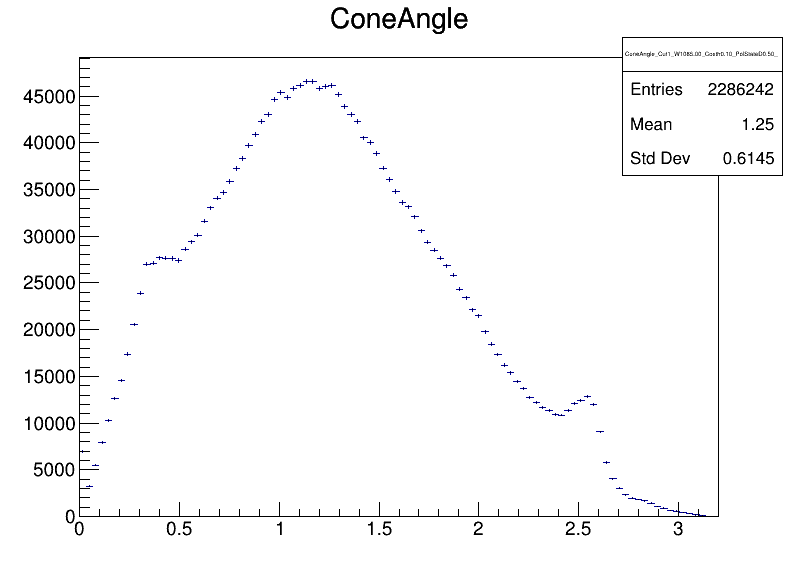 ConeAngle
ConeAngle_Cut1_W1085.00_Costh0.10_PolStateD0.50_
Entries 2286242
Mean 1.25
Std Dev 0.6145
45000
40000
35000
30000
25000
20000
15000
10000
5000
0
0 0.5 1 1.5 2 2.5 3